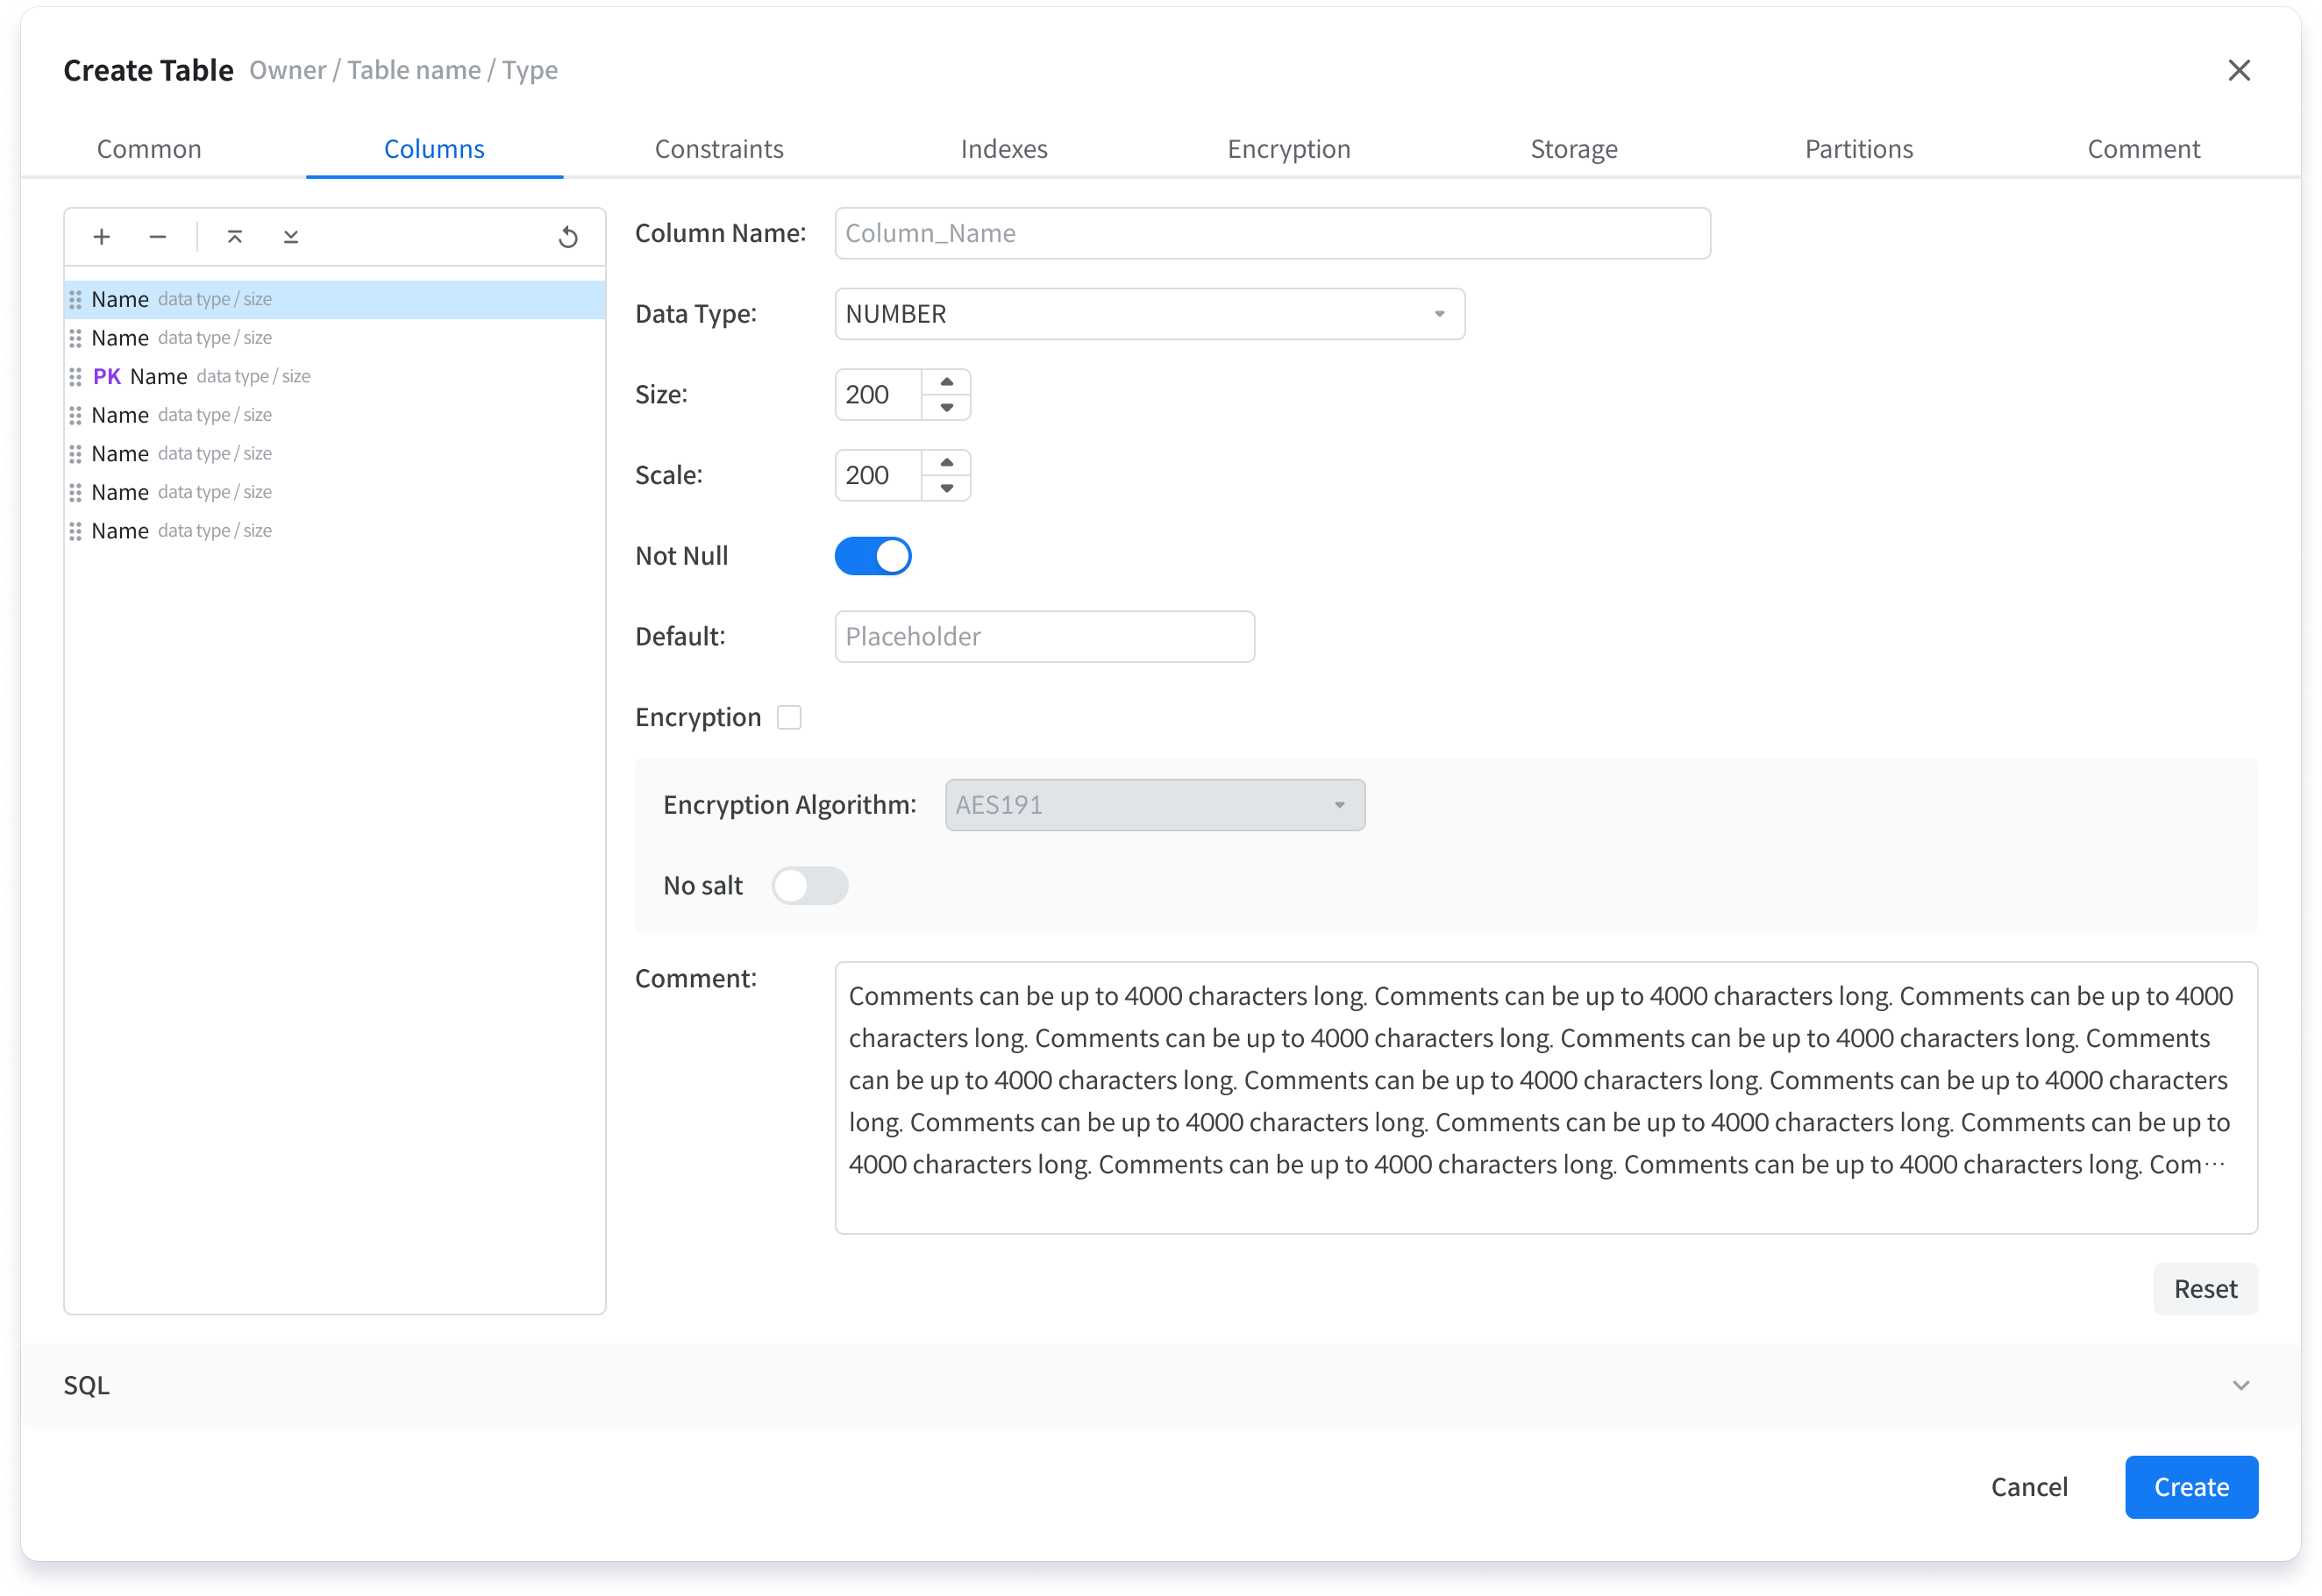 Create Table Owner / Table name / Type
Common Columns Constraints Indexes Encryption Storage Partitions Comment
Name data type / size
Name data type / size
PK Name data type / size
Name data type / size
Name data type / size
Name data type / size
Name data type / size
Column Name: Column_Name
Data Type: NUMBER
Size: 200
Scale: 200
Not Null
Default: Placeholder
Encryption
Encryption Algorithm: AES191
No salt
Comment:
Comments can be up to 4000 characters long. Comments can be up to 4000 characters long. Comments can be up to 4000
characters long. Comments can be up to 4000 characters long. Comments can be up to 4000 characters long. Comments
can be up to 4000 characters long. Comments can be up to 4000 characters long. Comments can be up to 4000 characters
long. Comments can be up to 4000 characters long. Comments can be up to 4000 characters long. Comments can be up to
4000 characters long. Comments can be up to 4000 characters long. Comments can be up to 4000 characters long. Com⋯
Reset
SQL
Cancel Create